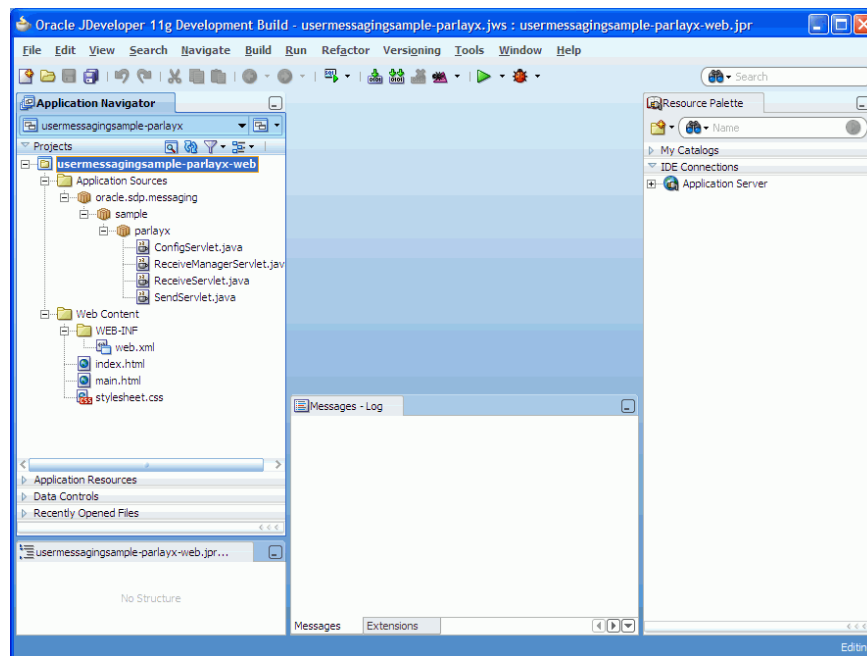 Oracle JDeveloper 11g Development Build - usermessagingsample-parlayx.jws : usermessagingsample-parlayx-web.jpr
File Edit View Search Navigate Build Run Refactor Versioning Tools Window Help
Search
Application Navigator
usermessagingsample-parlayx
Projects
usermessagingsample-parlayx-web
Application Sources
oracle.sdp.messaging
sample
parlayx
ConfigServlet.java
ReceiveManagerServlet.jav
ReceiveServlet.java
SendServlet.java
Web Content
WEB-INF
web.xml
index.html
main.html
stylesheet.css
Application Resources
Data Controls
Recently Opened Files
usermessagingsample-parlayx-web.jpr...
No Structure
Messages - Log
Messages Extensions
Resource Palette
Name
My Catalogs
IDE Connections
Application Server
Editin